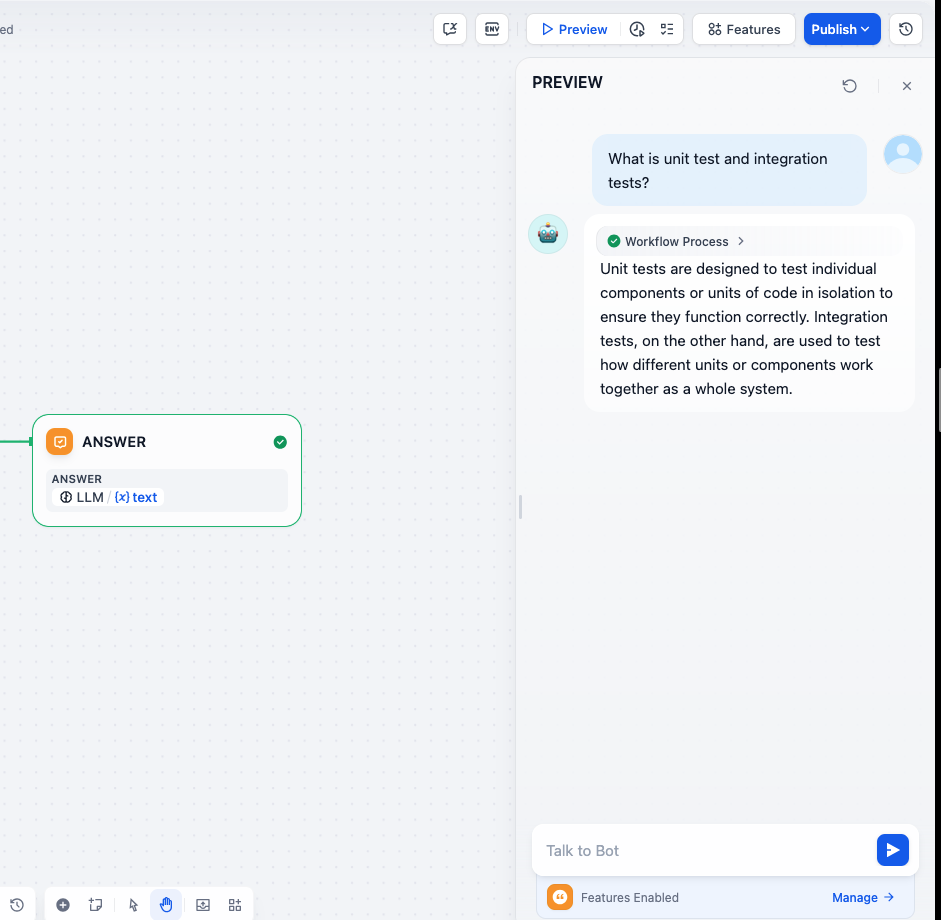 ed
ENV
Preview
Features
Publish
PREVIEW
What is unit test and integration
tests?
Workflow Process
Unit tests are designed to test individual
components or units of code in isolation to
ensure they function correctly. Integration
tests, on the other hand, are used to test
how different units or components work
together as a whole system.
ANSWER
ANSWER
LLM / {x} text
Talk to Bot
Features Enabled
Manage